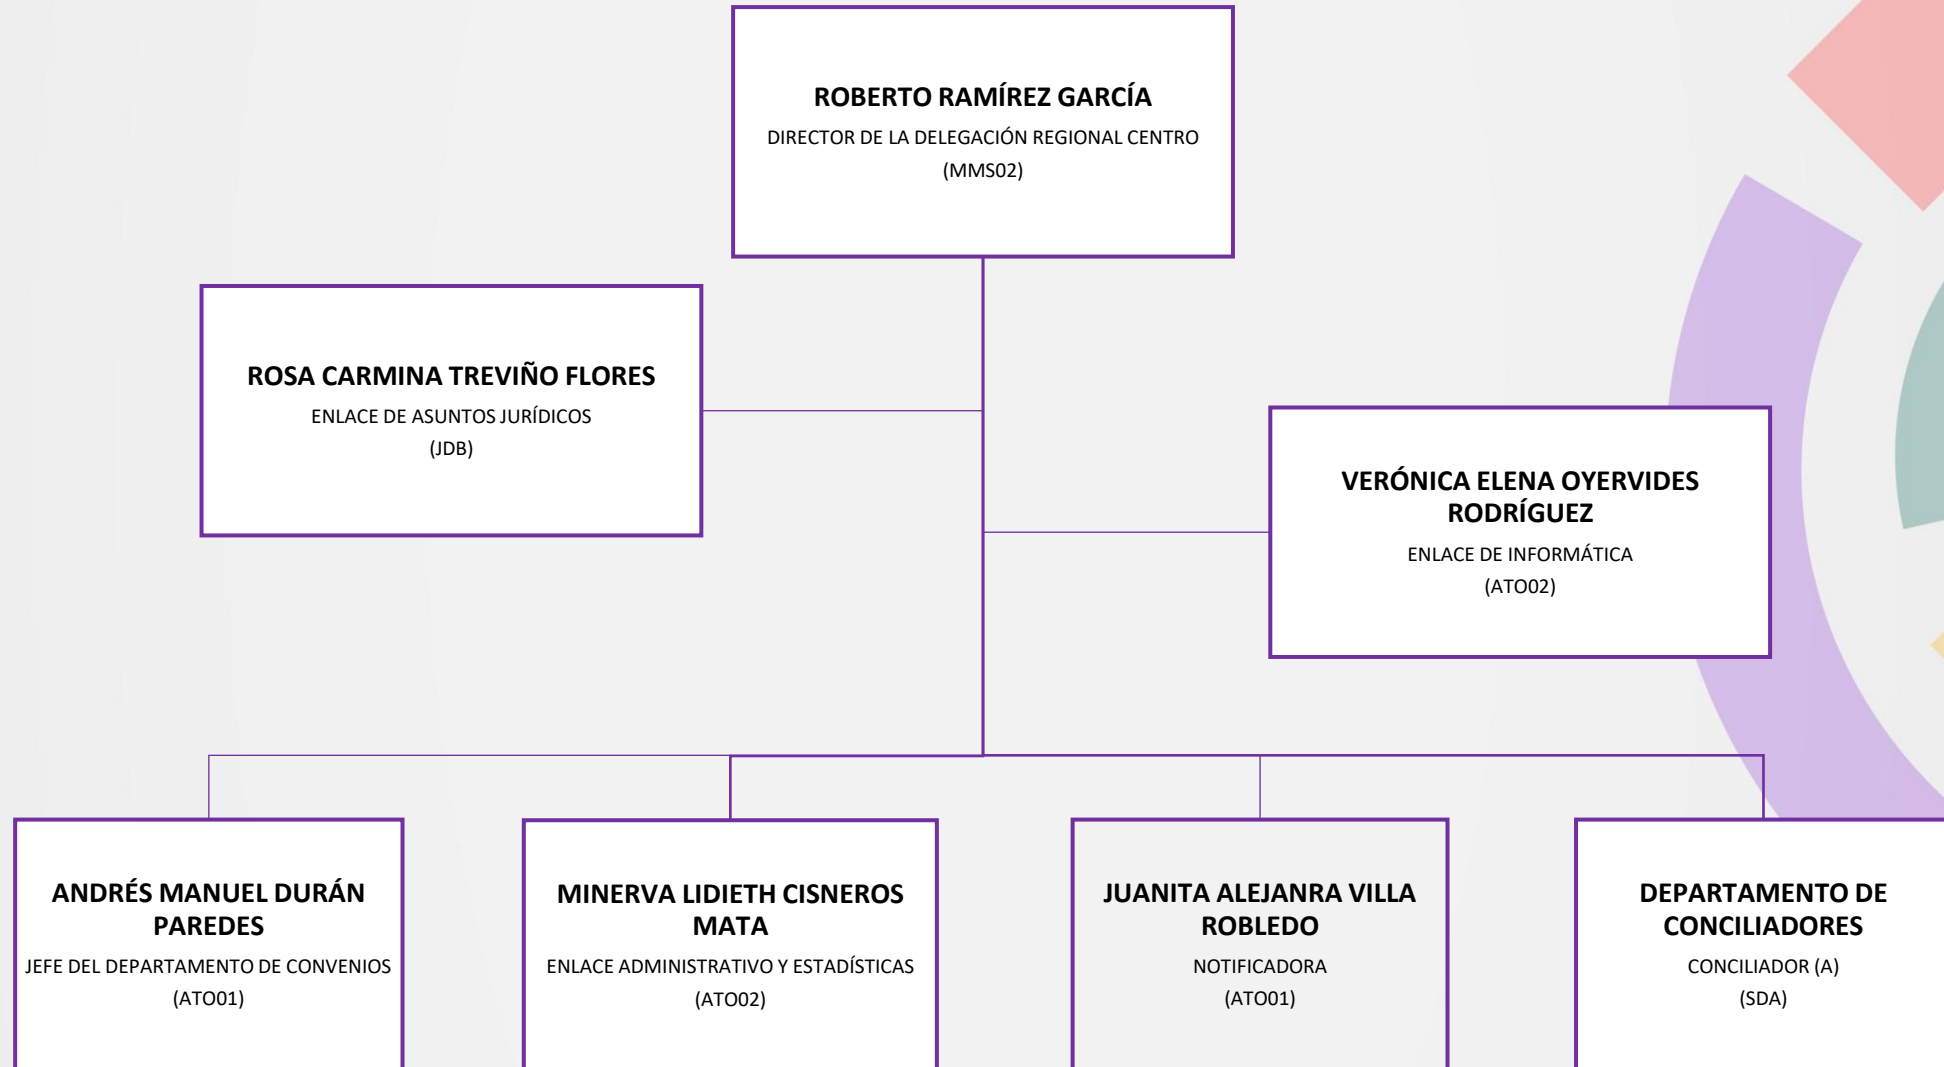 ROBERTO RAMÍREZ GARCÍA
DIRECTOR DE LA DELEGACIÓN REGIONAL CENTRO
(MMS02)
ROSA CARMINA TREVIÑO FLORES
ENLACE DE ASUNTOS JURÍDICOS
(JDB)
VERÓNICA ELENA OYERVIDES
RODRÍGUEZ
ENLACE DE INFORMÁTICA
(ATO02)
ANDRÉS MANUEL DURÁN
PAREDES
JEFE DEL DEPARTAMENTO DE CONVENIOS
(ATO01)
MINERVA LIDIETH CISNEROS
MATA
ENLACE ADMINISTRATIVO Y ESTADÍSTICAS
(ATO02)
JUANITA ALEJANRA VILLA
ROBLEDO
NOTIFICADORA
(ATO01)
DEPARTAMENTO DE
CONCILIADORES
CONCILIADOR (A)
(SDA)